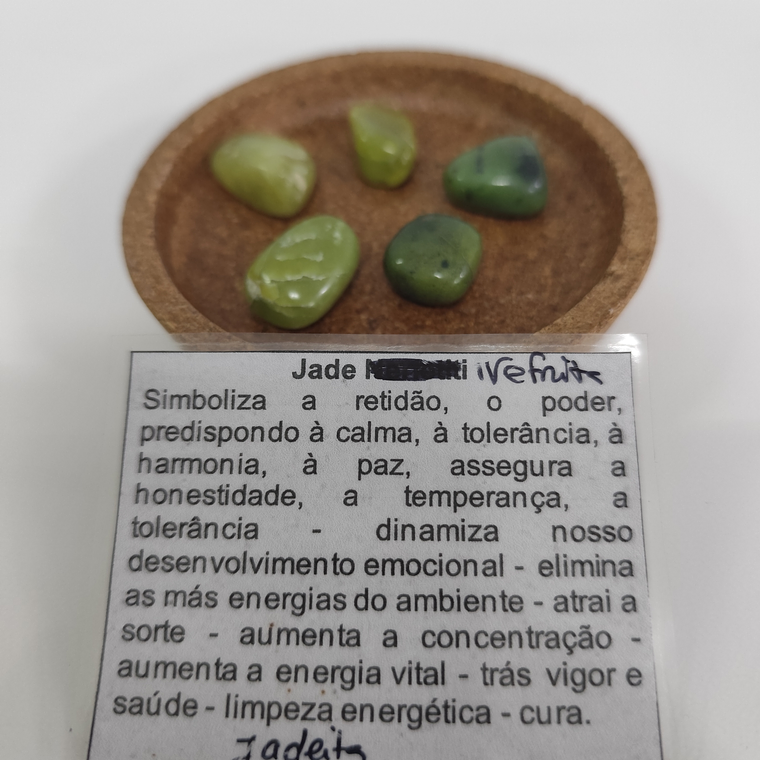 Jade Nefrite
Simboliza a retidão, o poder,
predispondo à calma, à tolerância, à
harmonia, à paz, assegura a
honestidade, a temperança, a
tolerância - dinamiza nosso
desenvolvimento emocional - elimina
as más energias do ambiente - atrai a
sorte - aumenta a concentração -
aumenta a energia vital - trás vigor e
saúde - limpeza energética - cura.
Jadeita